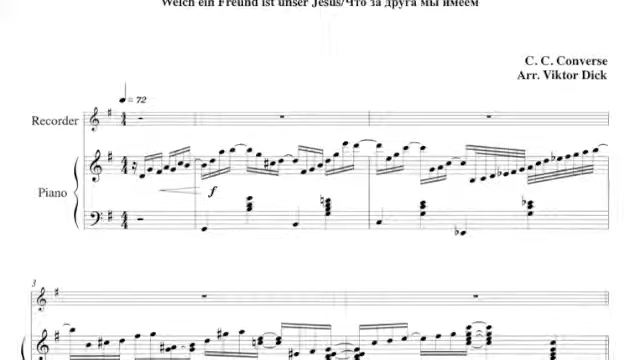 Welch ein Freund ist unser Jesus/Что за друга мы имеем
C. C. Converse
Arr. Viktor Dick
= 72
Recorder
Piano
f
3